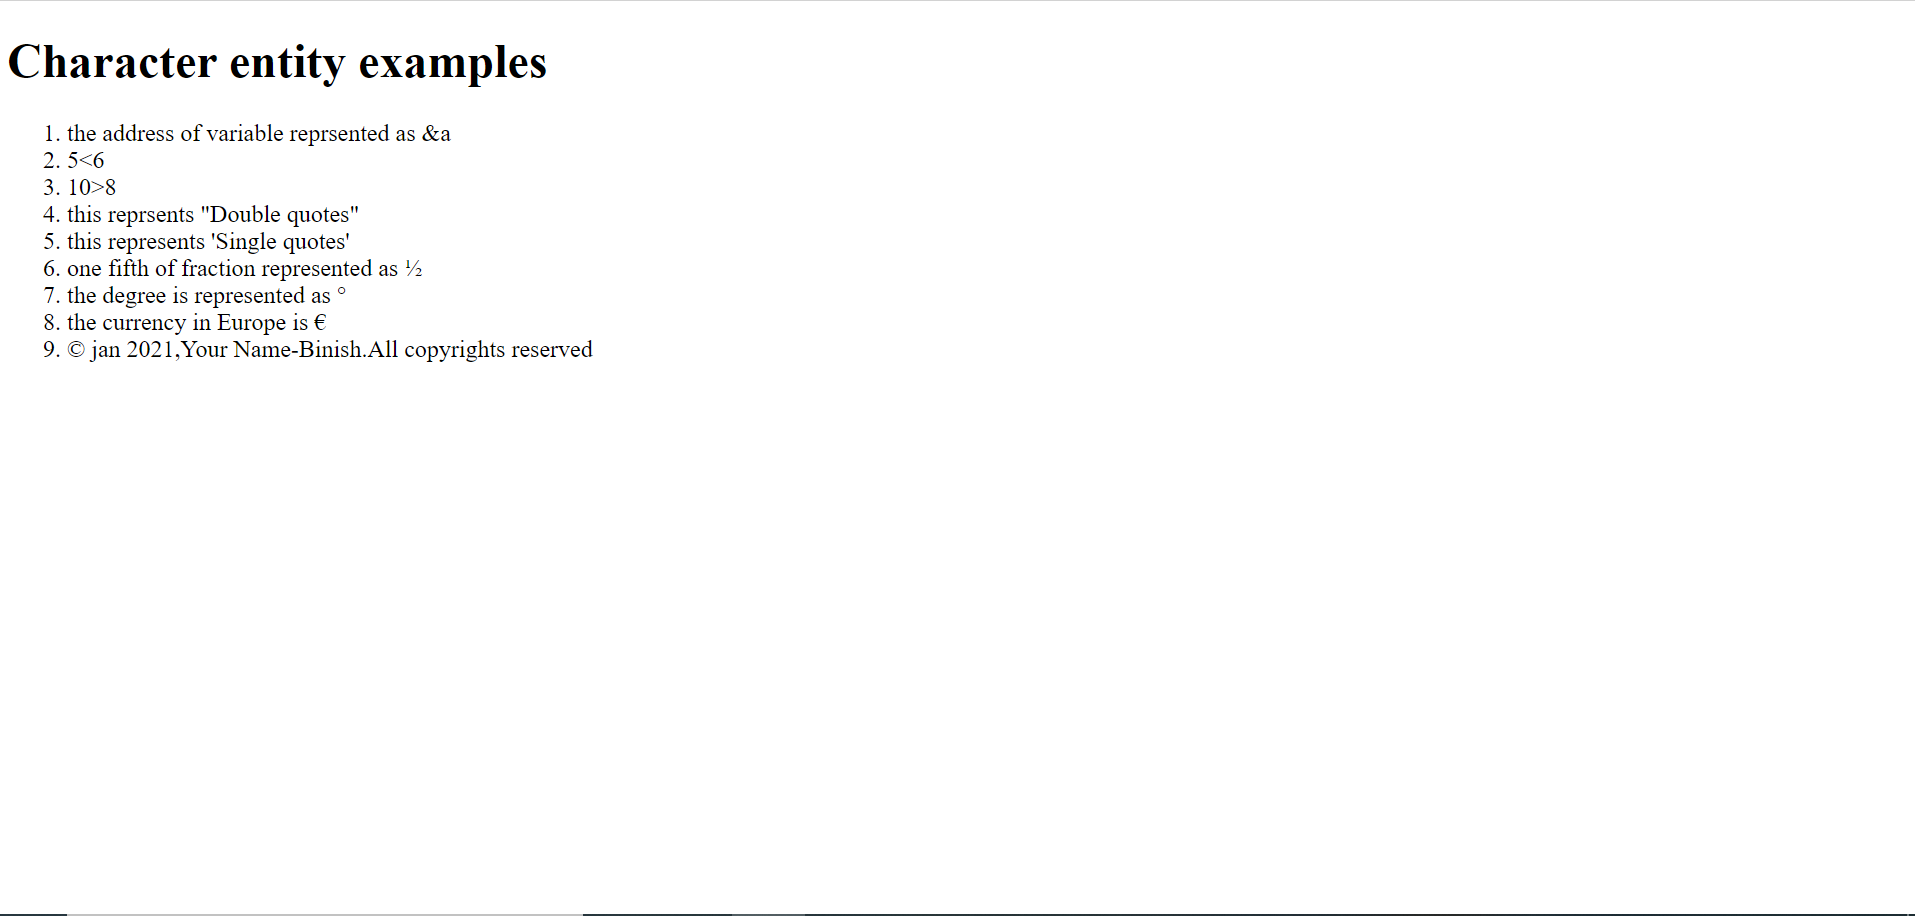 Character entity examples
1. the address of variable reprsented as &a
2. 5<6
3. 10>8
4. this reprsents "Double quotes"
5. this represents 'Single quotes'
6. one fifth of fraction represented as ½
7. the degree is represented as °
8. the currency in Europe is €
9. © jan 2021,Your Name-Binish.All copyrights reserved